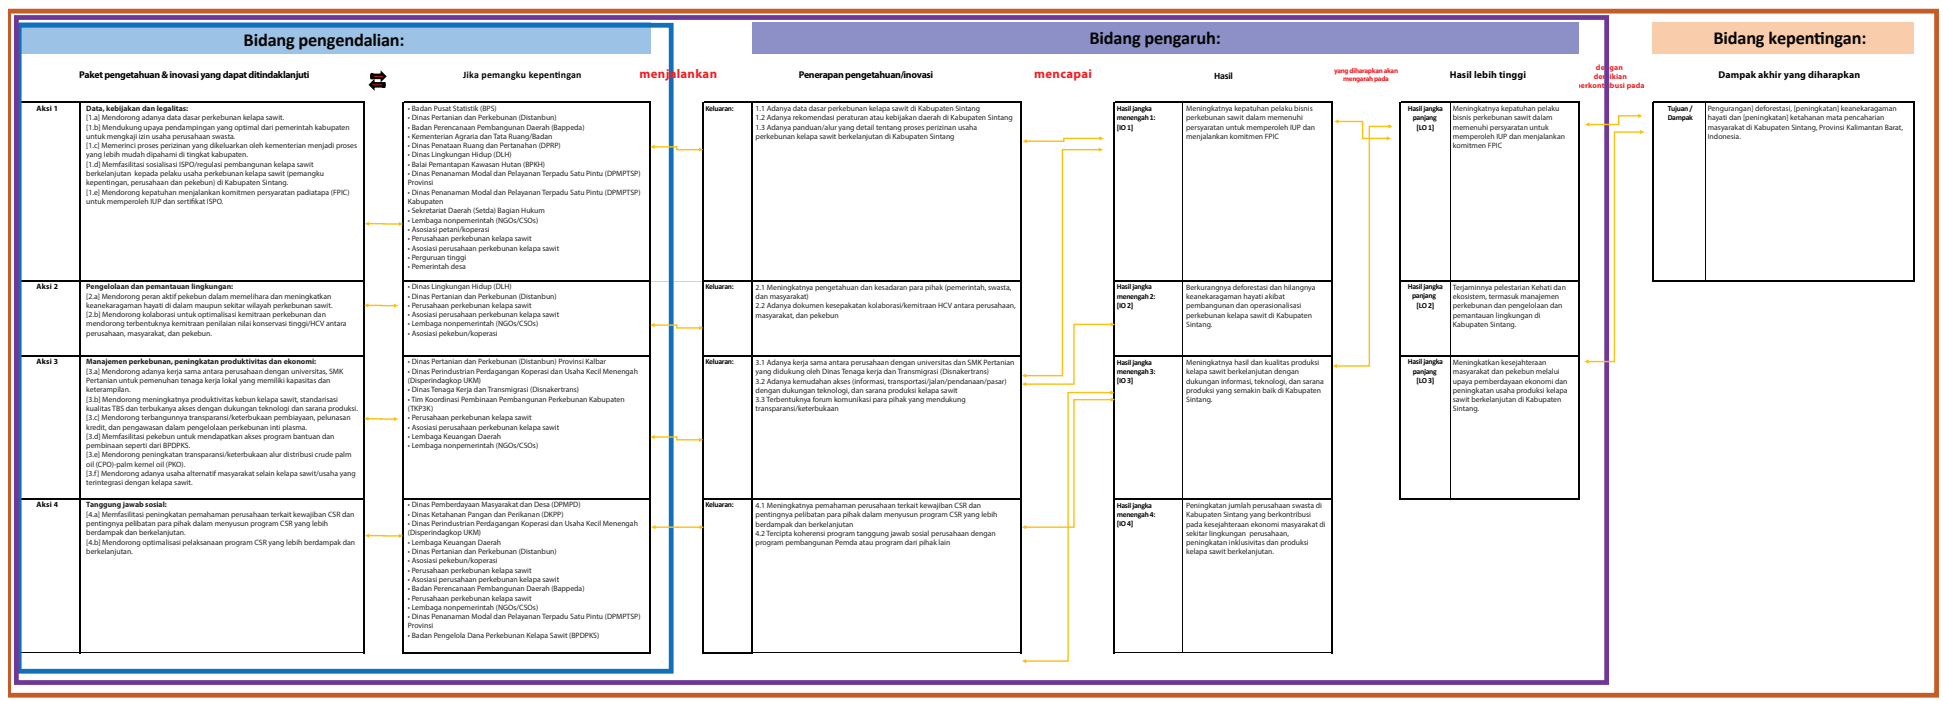 Bidang pengendalian:
Bidang pengaruh:
Bidang kepentingan:
Paket pengetahuan & inovasi yang dapat ditindaklanjuti
Jika pemangku kepentingan
menjalankan
Penerapan pengetahuan/inovasi
mencapai
Hasil
yang diharapkan akan
mengarah pada
Hasil lebih tinggi
dengan
demikian
berkontribusi pada
Dampak akhir yang diharapkan
Aksi 1
Data, kebijakan dan legalitas:
[1.a] Mendorong adanya data dasar perkebunan kelapa sawit.
[1.b] Mendukung upaya pendampingan yang optimal dari pemerintah kabupaten
untuk mengkaji izin usaha perusahaan swasta.
[1.c] Memerinci proses perizinan yang dikeluarkan oleh kementerian menjadi proses
yang lebih mudah dipahami di tingkat kabupaten.
[1.d] Memfasilitasi sosialisasi ISPO/regulasi pembangunan kelapa sawit
berkelanjutan kepada pelaku usaha perkebunan kelapa sawit (pemangku
kepentingan, perusahaan dan pekebun) di Kabupaten Sintang.
[1.e] Mendorong kepatuhan menjalankan komitmen persyaratan padiatapa (FPIC)
untuk memperoleh IUP dan sertifikat ISPO.
• Badan Pusat Statistik (BPS)
• Dinas Pertanian dan Perkebunan (Distanbun)
• Badan Perencanaan Pembangunan Daerah (Bappeda)
• Kementerian Agraria dan Tata Ruang/Badan
• Dinas Penataan Ruang dan Pertanahan (DPRP)
• Dinas Lingkungan Hidup (DLH)
• Balai Pemantapan Kawasan Hutan (BPKH)
• Dinas Penanaman Modal dan Pelayanan Terpadu Satu Pintu (DPMPTSP)
Provinsi
• Dinas Penanaman Modal dan Pelayanan Terpadu Satu Pintu (DPMPTSP)
Kabupaten
• Sekretariat Daerah (Setda) Bagian Hukum
• Lembaga nonpemerintah (NGOs/CSOs)
• Asosiasi petani/koperasi
• Perusahaan perkebunan kelapa sawit
• Asosiasi perusahaan perkebunan kelapa sawit
• Perguruan tinggi
• Pemerintah desa
Keluaran:
1.1 Adanya data dasar perkebunan kelapa sawit di Kabupaten Sintang
1.2 Adanya rekomendasi peraturan atau kebijakan daerah di Kabupaten Sintang
1.3 Adanya panduan/alur yang detail tentang proses perizinan usaha
perkebunan kelapa sawit berkelanjutan di Kabupaten Sintang
Hasil jangka
menengah 1:
[IO 1]
Meningkatnya kepatuhan pelaku bisnis
perkebunan sawit dalam memenuhi
persyaratan untuk memperoleh IUP dan
menjalankan komitmen FPIC
Hasil jangka
panjang
[LO 1]
Meningkatnya kepatuhan pelaku
bisnis perkebunan sawit dalam
memenuhi persyaratan untuk
memperoleh IUP dan menjalankan
komitmen FPIC
Tujuan /
Dampak
Pengurangan] deforestasi, [peningkatan] keanekaragaman
hayati dan [peningkatan] ketahanan mata pencaharian
masyarakat di Kabupaten Sintang, Provinsi Kalimantan Barat,
Indonesia.
Aksi 2
Pengelolaan dan pemantauan lingkungan:
[2.a] Mendorong peran aktif pekebun dalam memelihara dan meningkatkan
keanekaragaman hayati di dalam maupun sekitar wilayah perkebunan sawit.
[2.b] Mendorong kolaborasi untuk optimalisasi kemitraan perkebunan dan
mendorong terbentuknya kemitraan penilaian nilai konservasi tinggi/HCV antara
perusahaan, masyarakat, dan pekebun.
• Dinas Lingkungan Hidup (DLH)
• Dinas Pertanian dan Perkebunan (Distanbun)
• Perusahaan perkebunan kelapa sawit
• Asosiasi perusahaan perkebunan kelapa sawit
• Lembaga nonpemerintah (NGOs/CSOs)
• Asosiasi pekebun/koperasi
Keluaran:
2.1 Meningkatnya pengetahuan dan kesadaran para pihak (pemerintah, swasta,
dan masyarakat)
2.2 Adanya dokumen kesepakatan kolaborasi/kemitraan HCV antara perusahaan,
masyarakat, dan pekebun
Hasil jangka
menengah 2:
[IO 2]
Berkurangnya deforestasi dan hilangnya
keanekaragaman hayati akibat
pembangunan dan operasionalisasi
perkebunan kelapa sawit di Kabupaten
Sintang.
Hasil jangka
panjang
[LO 2]
Terjaminnya pelestarian Kehati dan
ekosistem, termasuk manajemen
perkebunan dan pengelolaan dan
pemantauan lingkungan di
Kabupaten Sintang.
Aksi 3
Manajemen perkebunan, peningkatan produktivitas dan ekonomi:
[3.a] Mendorong adanya kerja sama antara perusahaan dengan universitas, SMK
Pertanian untuk pemenuhan tenaga kerja lokal yang memiliki kapasitas dan
keterampilan.
[3.b] Mendorong meningkatnya produktivitas kebun kelapa sawit, standarisasi
kualitas TBS dan terbukanya akses dengan dukungan teknologi dan sarana produksi.
[3.c] Mendorong terbangunnya transparansi/keterbukaan pembiayaan, pelunasan
kredit, dan pengawasan dalam pengelolaan perkebunan inti plasma.
[3.d] Memfasilitasi pekebun untuk mendapatkan akses program bantuan dan
pembinaan seperti dari BPDPKS.
[3.e] Mendorong peningkatan transparansi/keterbukaan alur distribusi crude palm
oil (CPO)-palm kernel oil (PKO).
[3.f] Mendorong adanya usaha alternatif masyarakat selain kelapa sawit/usaha yang
terintegrasi dengan kelapa sawit.
• Dinas Pertanian dan Perkebunan (Distanbun) Provinsi Kalbar
• Dinas Perindustrian Perdagangan Koperasi dan Usaha Kecil Menengah
(Disperindagkop UKM)
• Dinas Tenaga Kerja dan Transmigrasi (Disnakertrans)
• Tim Koordinasi Pembinaan Pembangunan Perkebunan Kabupaten
(TKP3K)
• Perusahaan perkebunan kelapa sawit
• Asosiasi perusahaan perkebunan kelapa sawit
• Lembaga Keuangan Daerah
• Lembaga nonpemerintah (NGOs/CSOs)
Keluaran:
3.1 Adanya kerja sama antara perusahaan dengan universitas dan SMK Pertanian
yang didukung oleh Dinas Tenaga kerja dan Transmigrasi (Disnakertrans)
3.2 Adanya kemudahan akses (informasi, transportasi/jalan/pendanaan/pasar)
dengan dukungan teknologi, dan sarana produksi kelapa sawit
3.3 Terbentuknya forum komunikasi para pihak yang mendukung
transparansi/keterbukaan
Hasil jangka
menengah 3:
[IO 3]
Meningkatnya hasil dan kualitas produksi
kelapa sawit berkelanjutan dengan
dukungan informasi, teknologi, dan sarana
produksi yang semakin baik di Kabupaten
Sintang.
Hasil jangka
panjang
[LO 3]
Meningkatkan kesejahteraan
masyarakat dan pekebun melalui
upaya pemberdayaan ekonomi dan
peningkatan usaha produksi kelapa
sawit berkelanjutan di Kabupaten
Sintang.
Aksi 4
Tanggung jawab sosial:
[4.a] Memfasilitasi peningkatan pemahaman perusahaan terkait kewajiban CSR dan
pentingnya pelibatan para pihak dalam menyusun program CSR yang lebih
berdampak dan berkelanjutan.
[4.b] Mendorong optimalisasi pelaksanaan program CSR yang lebih berdampak dan
berkelanjutan.
• Dinas Pemberdayaan Masyarakat dan Desa (DPMPD)
• Dinas Ketahanan Pangan dan Perikanan (DKPP)
• Dinas Perindustrian Perdagangan Koperasi dan Usaha Kecil Menengah
(Disperindagkop UKM)
• Lembaga Keuangan Daerah
• Dinas Pertanian dan Perkebunan (Distanbun)
• Asosiasi pekebun/koperasi
• Perusahaan perkebunan kelapa sawit
• Asosiasi perusahaan perkebunan kelapa sawit
• Badan Perencanaan Pembangunan Daerah (Bappeda)
• Perusahaan perkebunan kelapa sawit
• Lembaga nonpemerintah (NGOs/CSOs)
• Dinas Penanaman Modal dan Pelayanan Terpadu Satu Pintu (DPMPTSP)
Provinsi
• Badan Pengelola Dana Perkebunan Kelapa Sawit (BPDPKS)
Keluaran:
4.1 Meningkatnya pemahaman perusahaan terkait kewajiban CSR dan
pentingnya pelibatan para pihak dalam menyusun program CSR yang lebih
berdampak dan berkelanjutan
4.2 Tercipta koherensi program tanggung jawab sosial perusahaan dengan
program pembangunan Pemda atau program dari pihak lain
Hasil jangka
menengah 4:
[IO 4]
Peningkatan jumlah perusahaan swasta di
Kabupaten Sintang yang berkontribusi
pada kesejahteraan ekonomi masyarakat di
sekitar lingkungan perusahaan,
peningkatan inklusivitas dan produksi
kelapa sawit berkelanjutan.